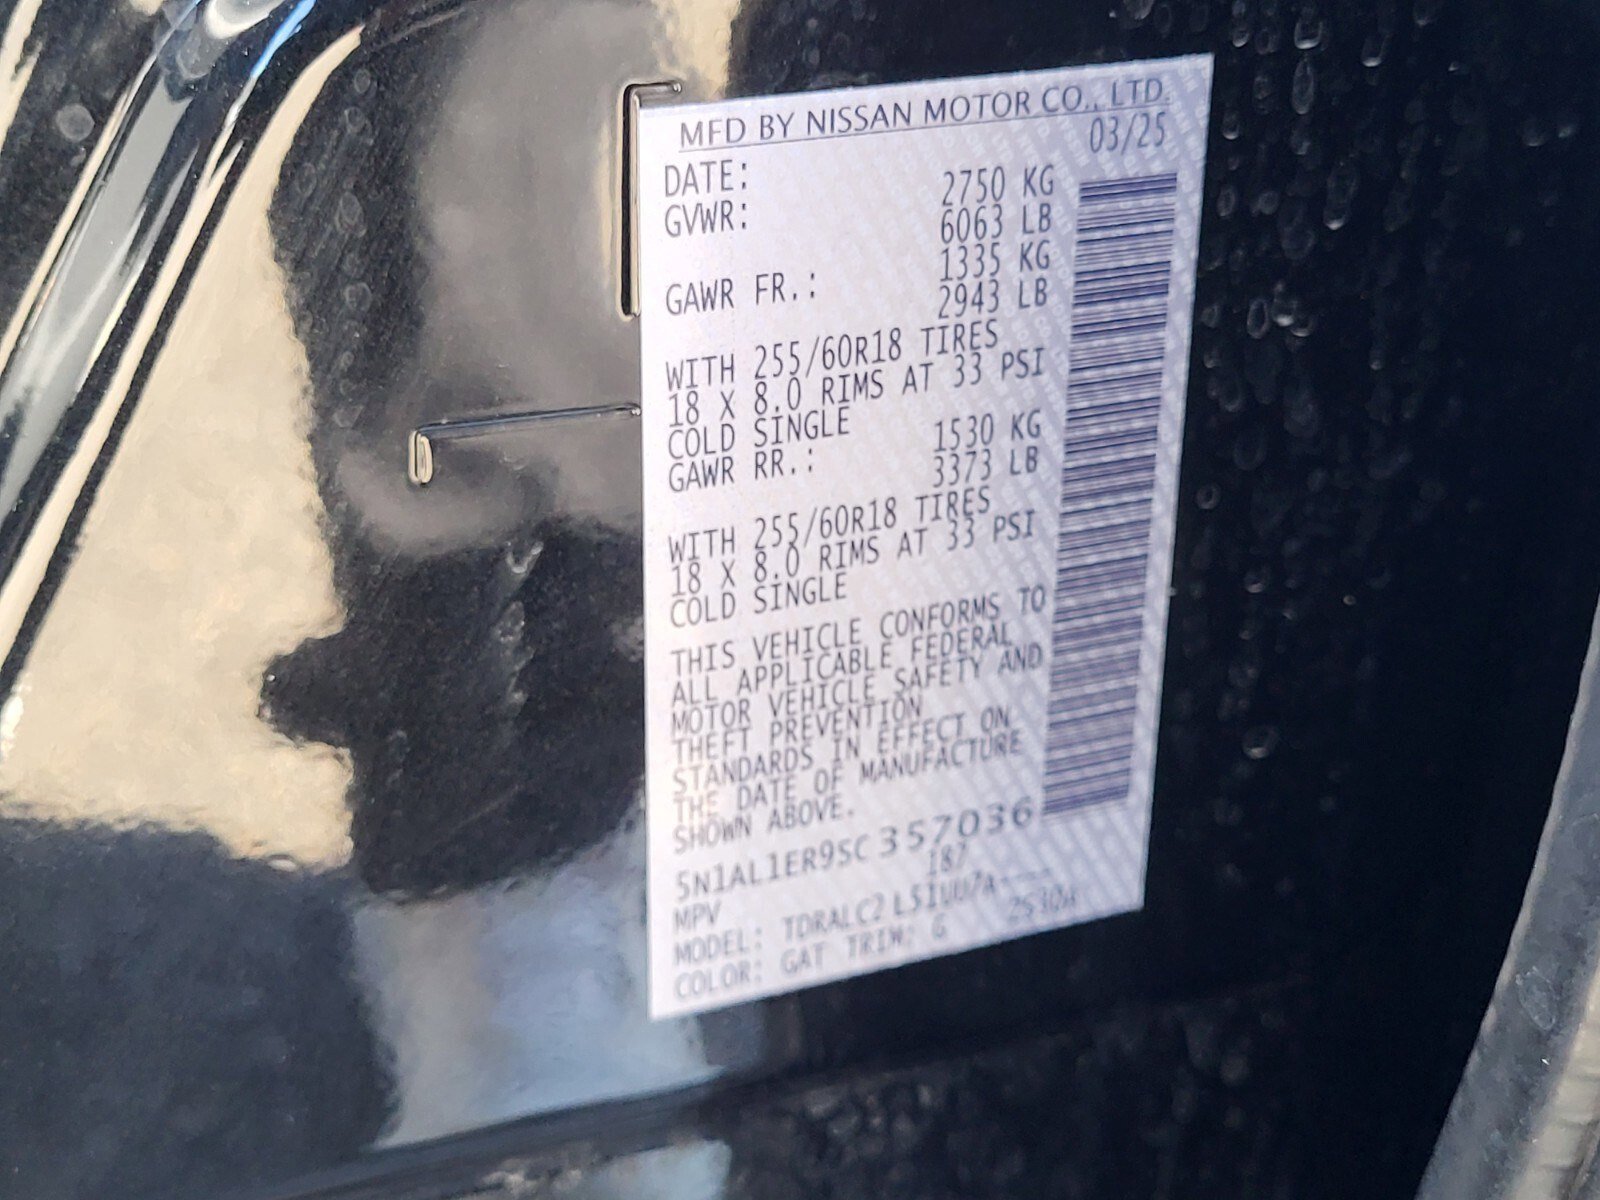 MFD BY NISSAN MOTOR CO., LTD.
DATE: 03/25
GVWR: 2750 KG
6063 LB
GAWR FR.: 1335 KG
2943 LB
WITH 255/60R18 TIRES
18 X 8.0 RIMS AT 33 PSI
COLD SINGLE
GAWR RR.: 1530 KG
3373 LB
WITH 255/60R18 TIRES
18 X 8.0 RIMS AT 33 PSI
COLD SINGLE
THIS VEHICLE CONFORMS TO
ALL APPLICABLE FEDERAL
MOTOR VEHICLE SAFETY AND
THEFT PREVENTION
STANDARDS IN EFFECT ON
THE DATE OF MANUFACTURE
SHOWN ABOVE.
5N1AL1ER9SC357036
MPV 187
MODEL:
COLOR: GAT TRIM: G